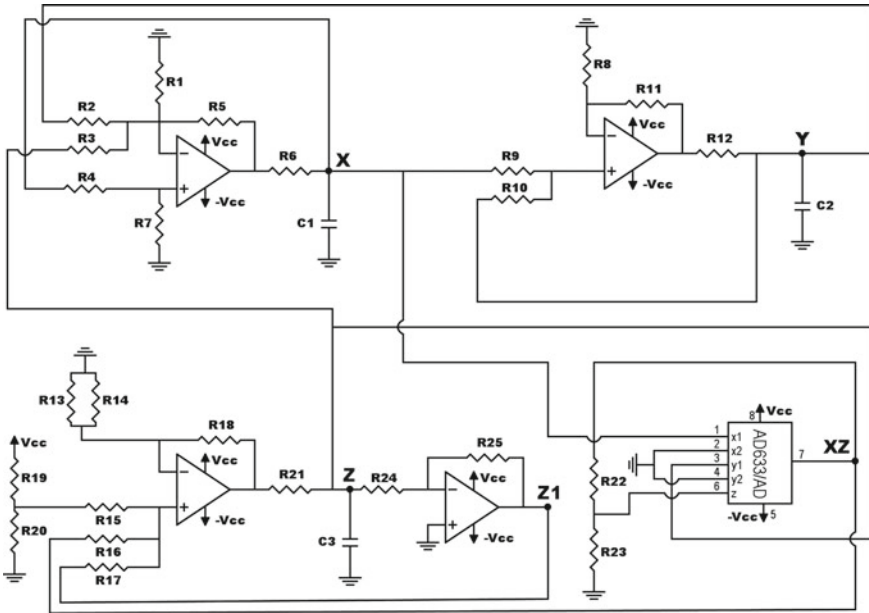 R1
R2
R3
R4
R5
R6
R7
Vcc
-Vcc
X
C1
R8
R9
R10
R11
R12
Vcc
-Vcc
Y
C2
R13
R14
Vcc
R19
R20
R15
R16
R17
R18
Vcc
-Vcc
R21
Z
C3
R24
R25
Vcc
-Vcc
Z1
R22
R23
1
2
3
4
6
x1
x2
y1
y2
z
AD633/AD
8
Vcc
7
XZ
-Vcc
5